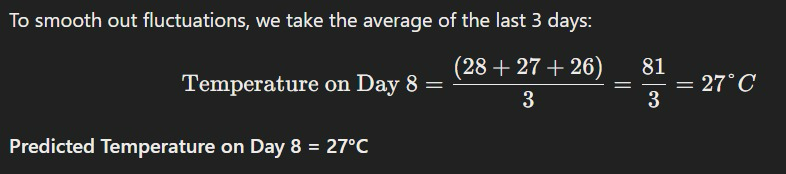 To smooth out fluctuations, we take the average of the last 3 days:
Temperature on Day 8 = (28 + 27 + 26) / 3 = 81 / 3 = 27°C
Predicted Temperature on Day 8 = 27°C